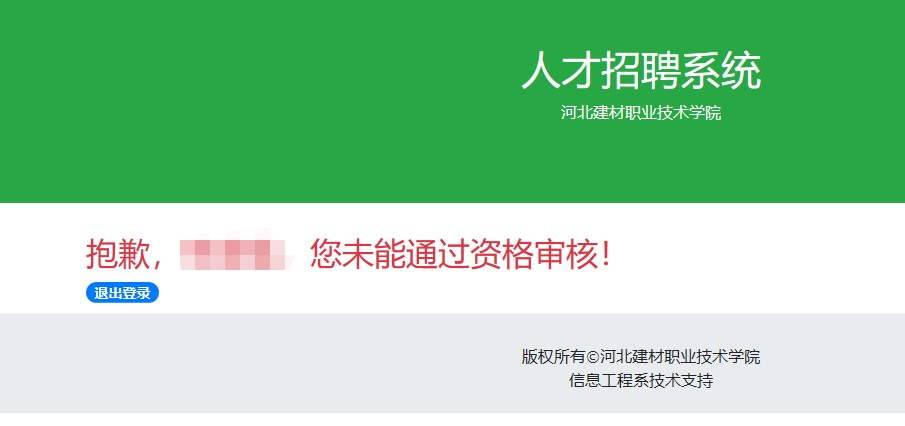 人才招聘系统
河北建材职业技术学院
抱歉， 您未能通过资格审核！
退出登录
版权所有©河北建材职业技术学院
信息工程系技术支持